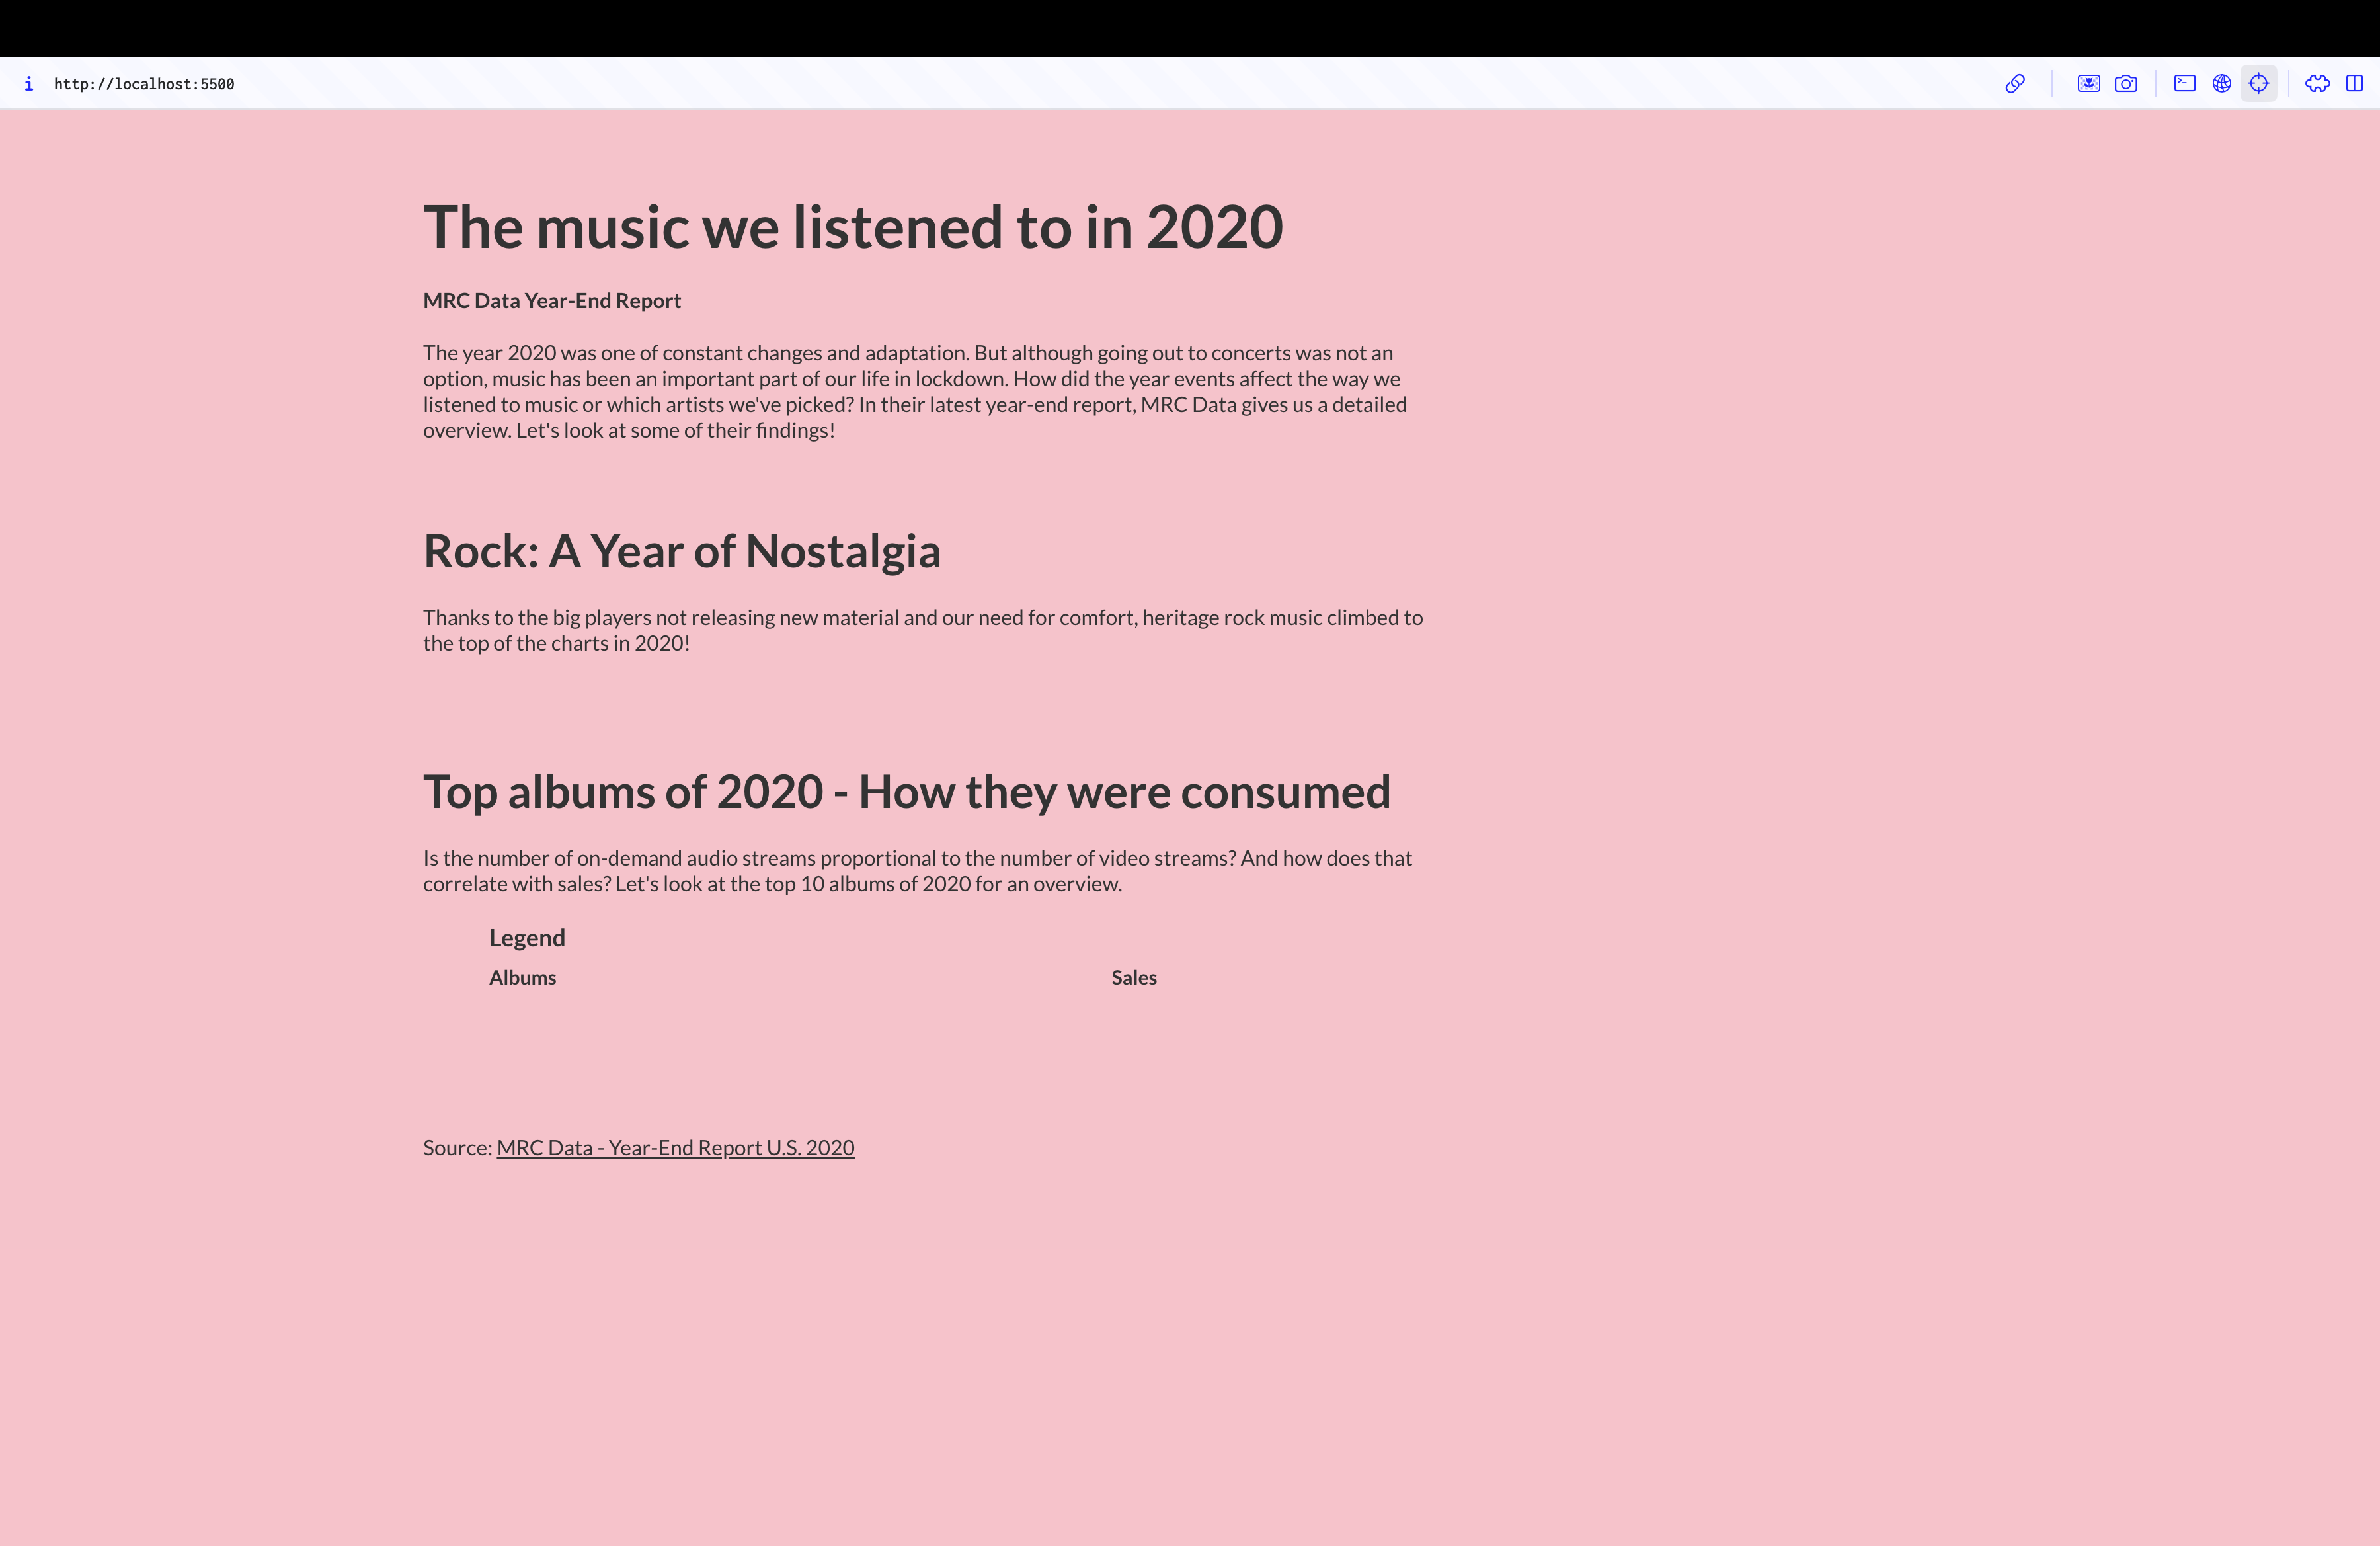 http://localhost:5500
The music we listened to in 2020
MRC Data Year-End Report
The year 2020 was one of constant changes and adaptation. But although going out to concerts was not an
option, music has been an important part of our life in lockdown. How did the year events affect the way we
listened to music or which artists we've picked? In their latest year-end report, MRC Data gives us a detailed
overview. Let's look at some of their findings!
Rock: A Year of Nostalgia
Thanks to the big players not releasing new material and our need for comfort, heritage rock music climbed to
the top of the charts in 2020!
Top albums of 2020 - How they were consumed
Is the number of on-demand audio streams proportional to the number of video streams? And how does that
correlate with sales? Let's look at the top 10 albums of 2020 for an overview.
Legend
Albums Sales
Source: MRC Data - Year-End Report U.S. 2020